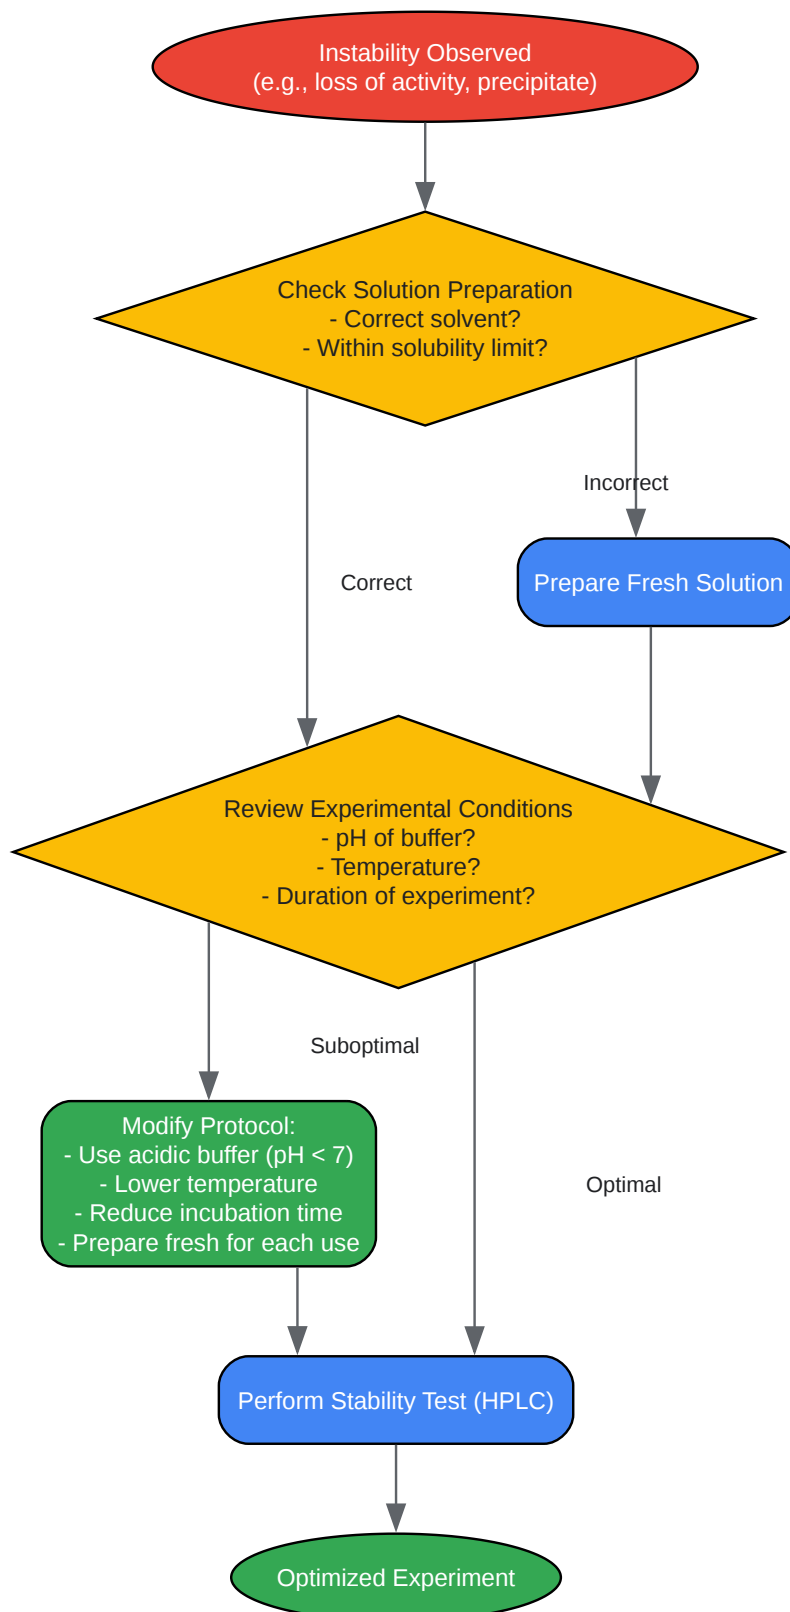 Instability Observed
(e.g., loss of activity, precipitate)
Check Solution Preparation
- Correct solvent?
- Within solubility limit?
Incorrect
Correct
Prepare Fresh Solution
Review Experimental Conditions
- pH of buffer?
- Temperature?
- Duration of experiment?
Suboptimal
Modify Protocol:
- Use acidic buffer (pH < 7)
- Lower temperature
- Reduce incubation time
- Prepare fresh for each use
Optimal
Perform Stability Test (HPLC)
Optimized Experiment